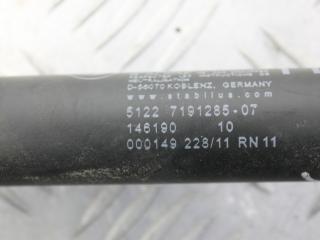 D-56070 KOBLENZ, GERMANY
www.stabilus.com
5122 7191285-07
146190 10
000149 228/11 RN11